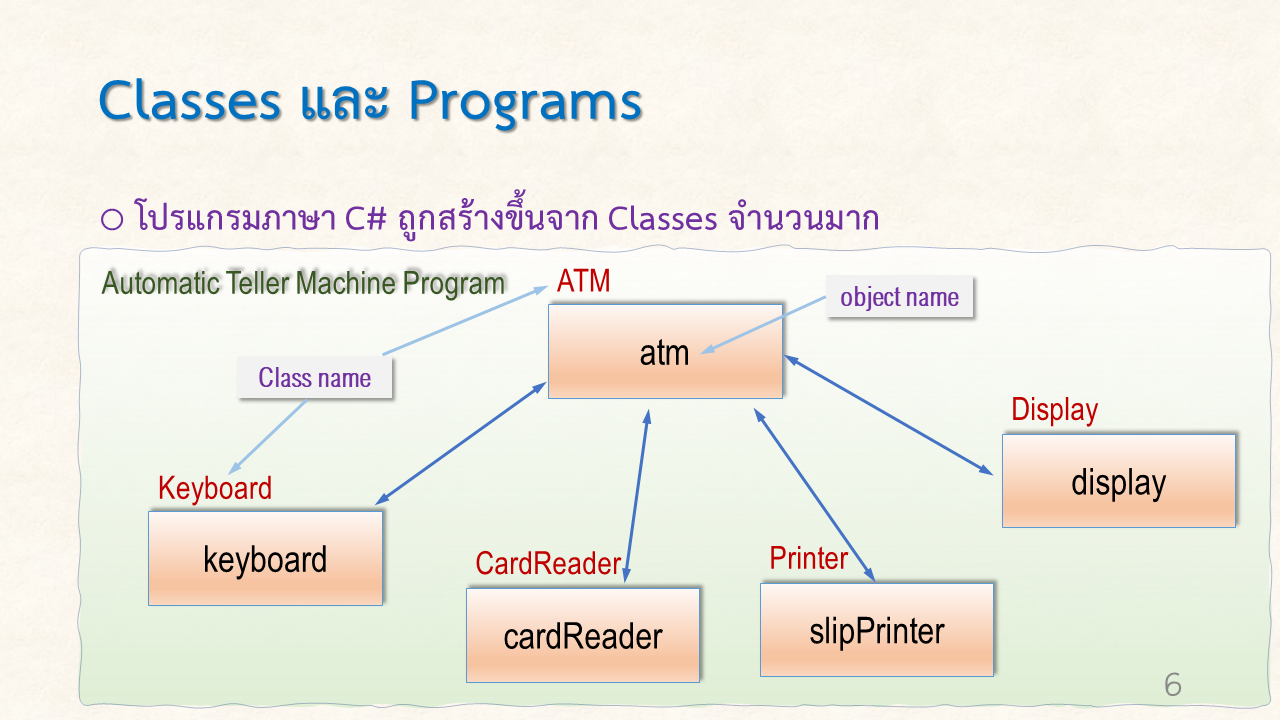 Classes และ Programs
โปรแกรมภาษา C# ถูกสร้างขึ้นจาก Classes จำนวนมาก
Automatic Teller Machine Program
ATM
object name
atm
Class name
Display
display
Keyboard
keyboard
CardReader
cardReader
Printer
slipPrinter
6